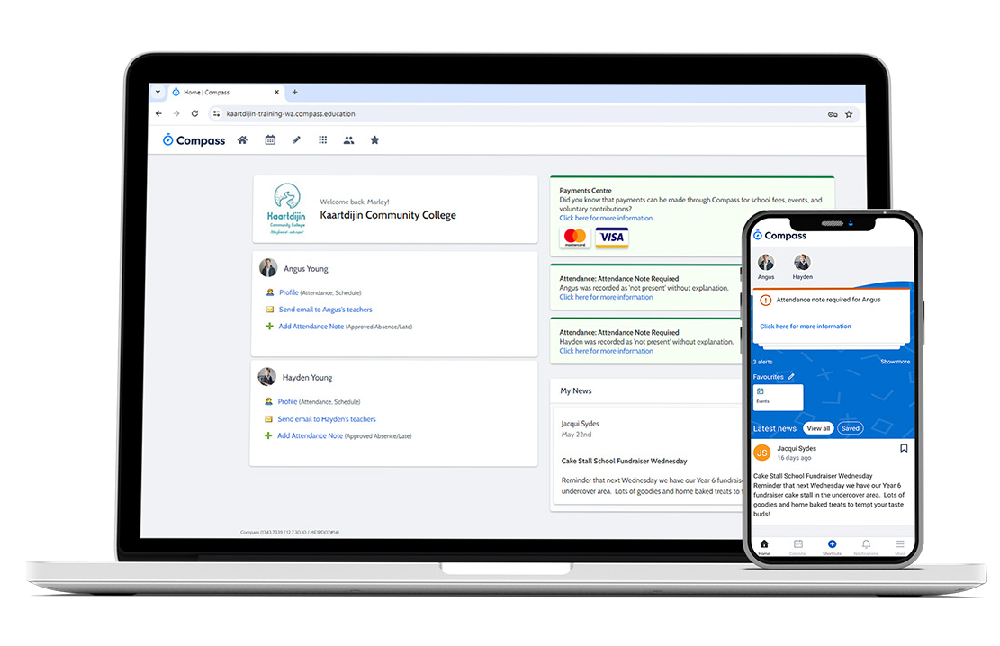 Home | Compass
kaartdijin-training-wa.compass.education
Compass
Kaartdijin
Community College
Welcome back, Marley!
Kaartdijin Community College
Angus Young
Profile (Attendance, Schedule)
Send email to Angus's teachers
Add Attendance Note (Approved Absence/Late)
Hayden Young
Profile (Attendance, Schedule)
Send email to Hayden's teachers
Add Attendance Note (Approved Absence/Late)
Payments Centre
Did you know that payments can be made through Compass for school fees, events, and
voluntary contributions?
Click here for more information
mastercard
VISA
Attendance: Attendance Note Required
Angus was recorded as 'not present' without explanation.
Click here for more information
Attendance: Attendance Note Required
Hayden was recorded as 'not present' without explanation.
Click here for more information
My News
Jacqui Sydes
May 22nd
Cake Stall School Fundraiser Wednesday
Reminder that next Wednesday we have our Year 6 fundraise
undercover area. Lots of goodies and home baked treats to
Compass
Angus
Hayden
Attendance note required for Angus
Click here for more information
3 alerts
Show more
Favourites
Events
Latest news
View all
Saved
JS
Jacqui Sydes
16 days ago
Cake Stall School Fundraiser Wednesday
Reminder that next Wednesday we have our Year 6
fundraiser cake stall in the undercover area. Lots of
goodies and home baked treats to tempt your taste
buds!
Home
Calendar
Shortcuts
Notifications
More